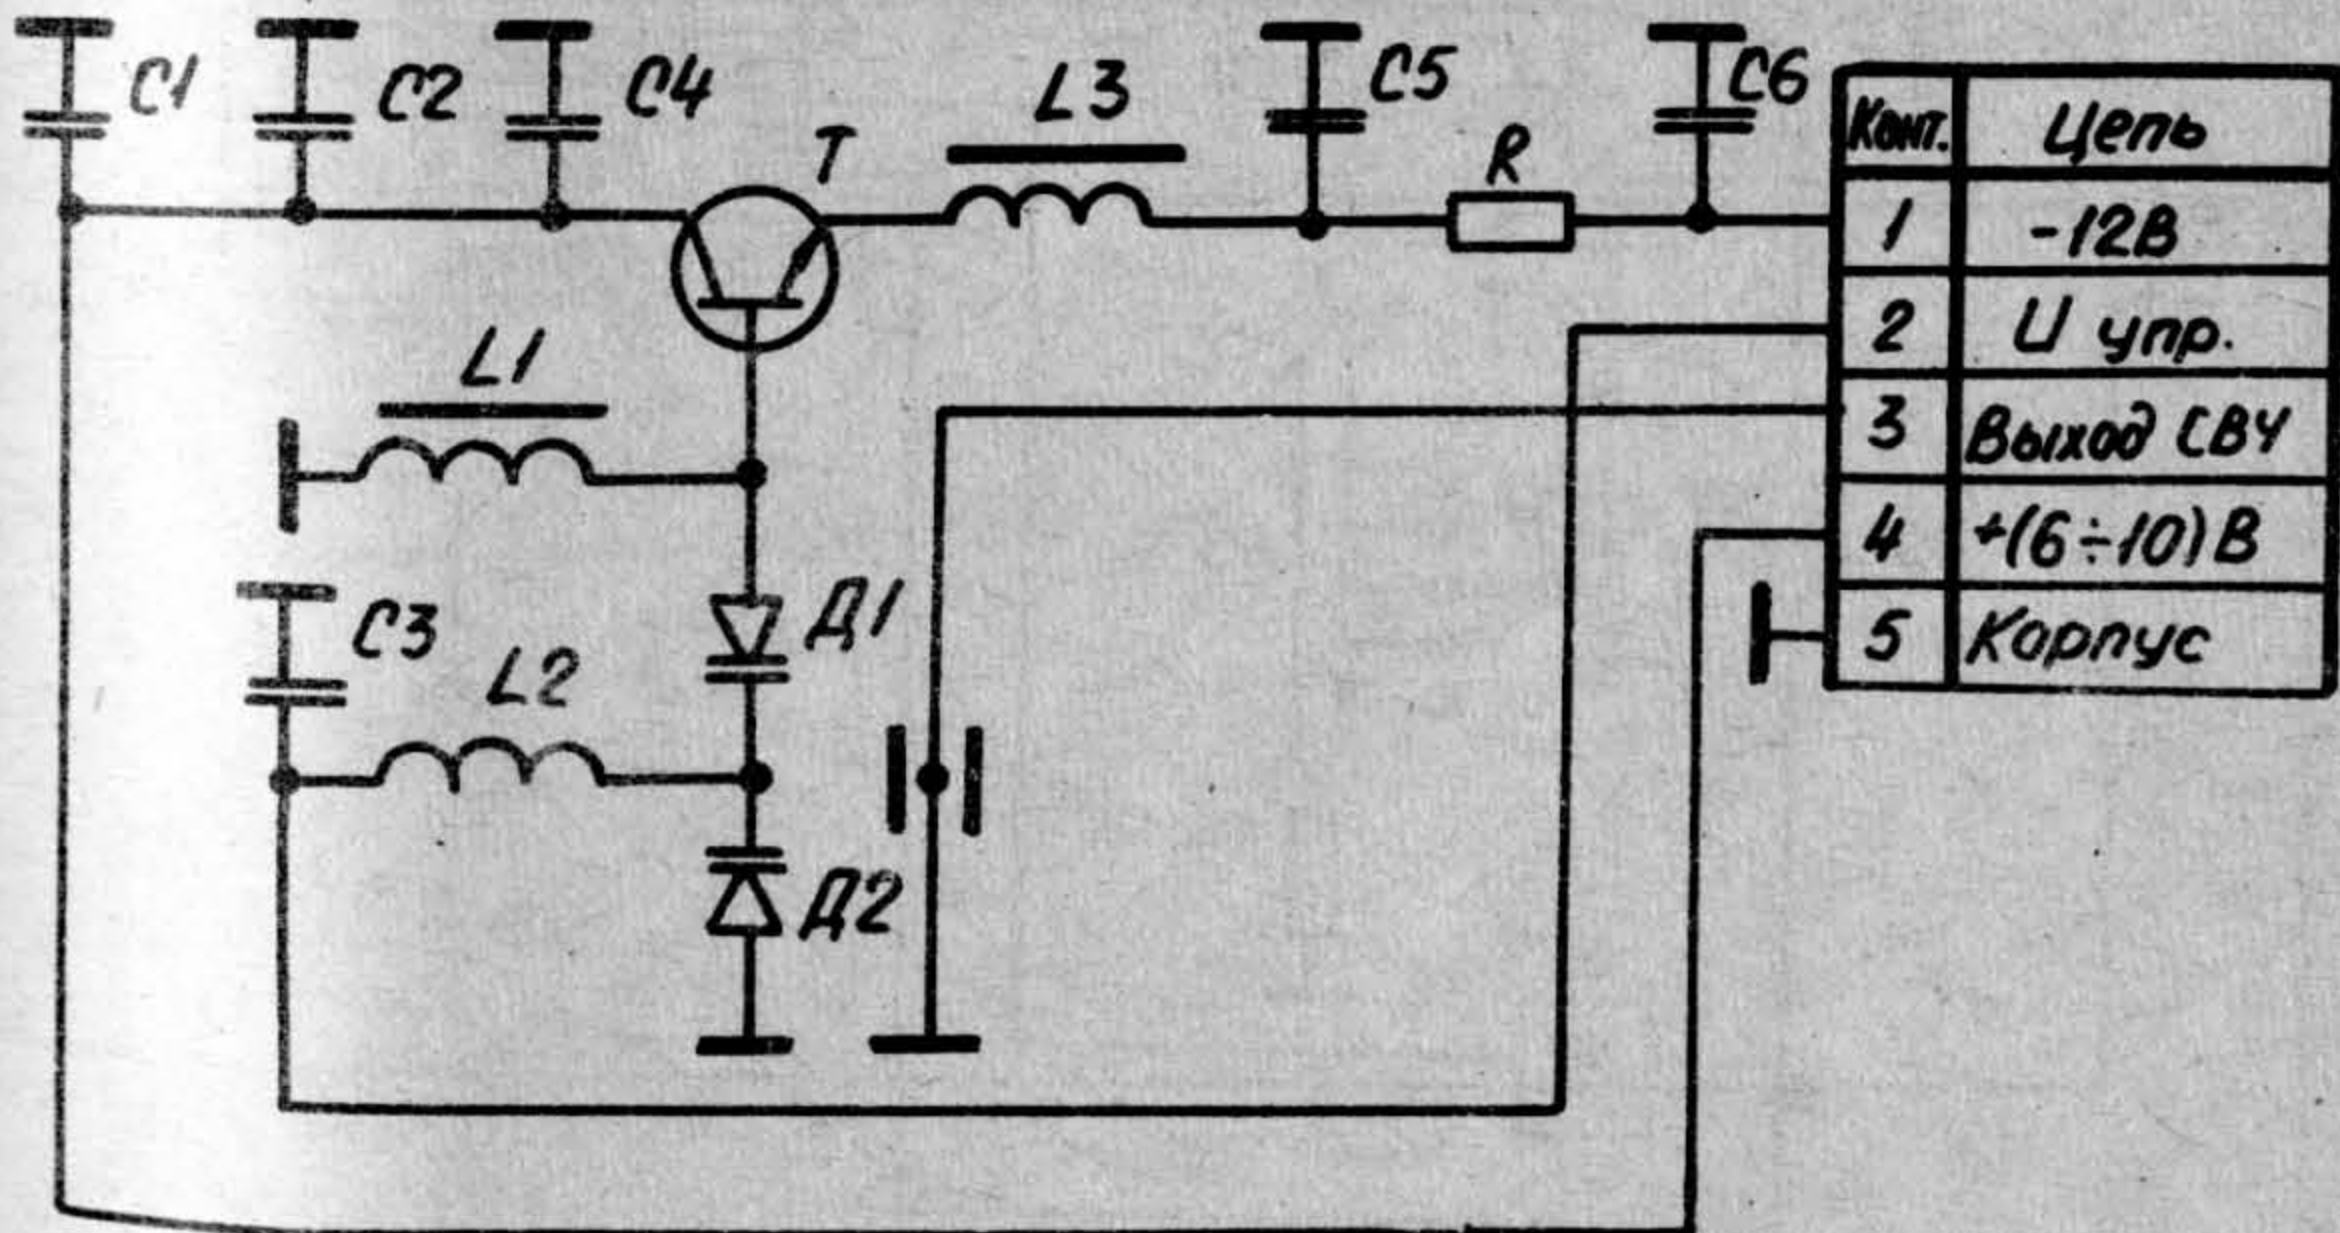 C1
C2
C4
T
L3
C5
R
C6
Конт. Цепь
1 -12В
2 U упр.
3 Выход СВЧ
4 +(6÷10)В
5 Корпус
L1
C3
L2
Д1
Д2